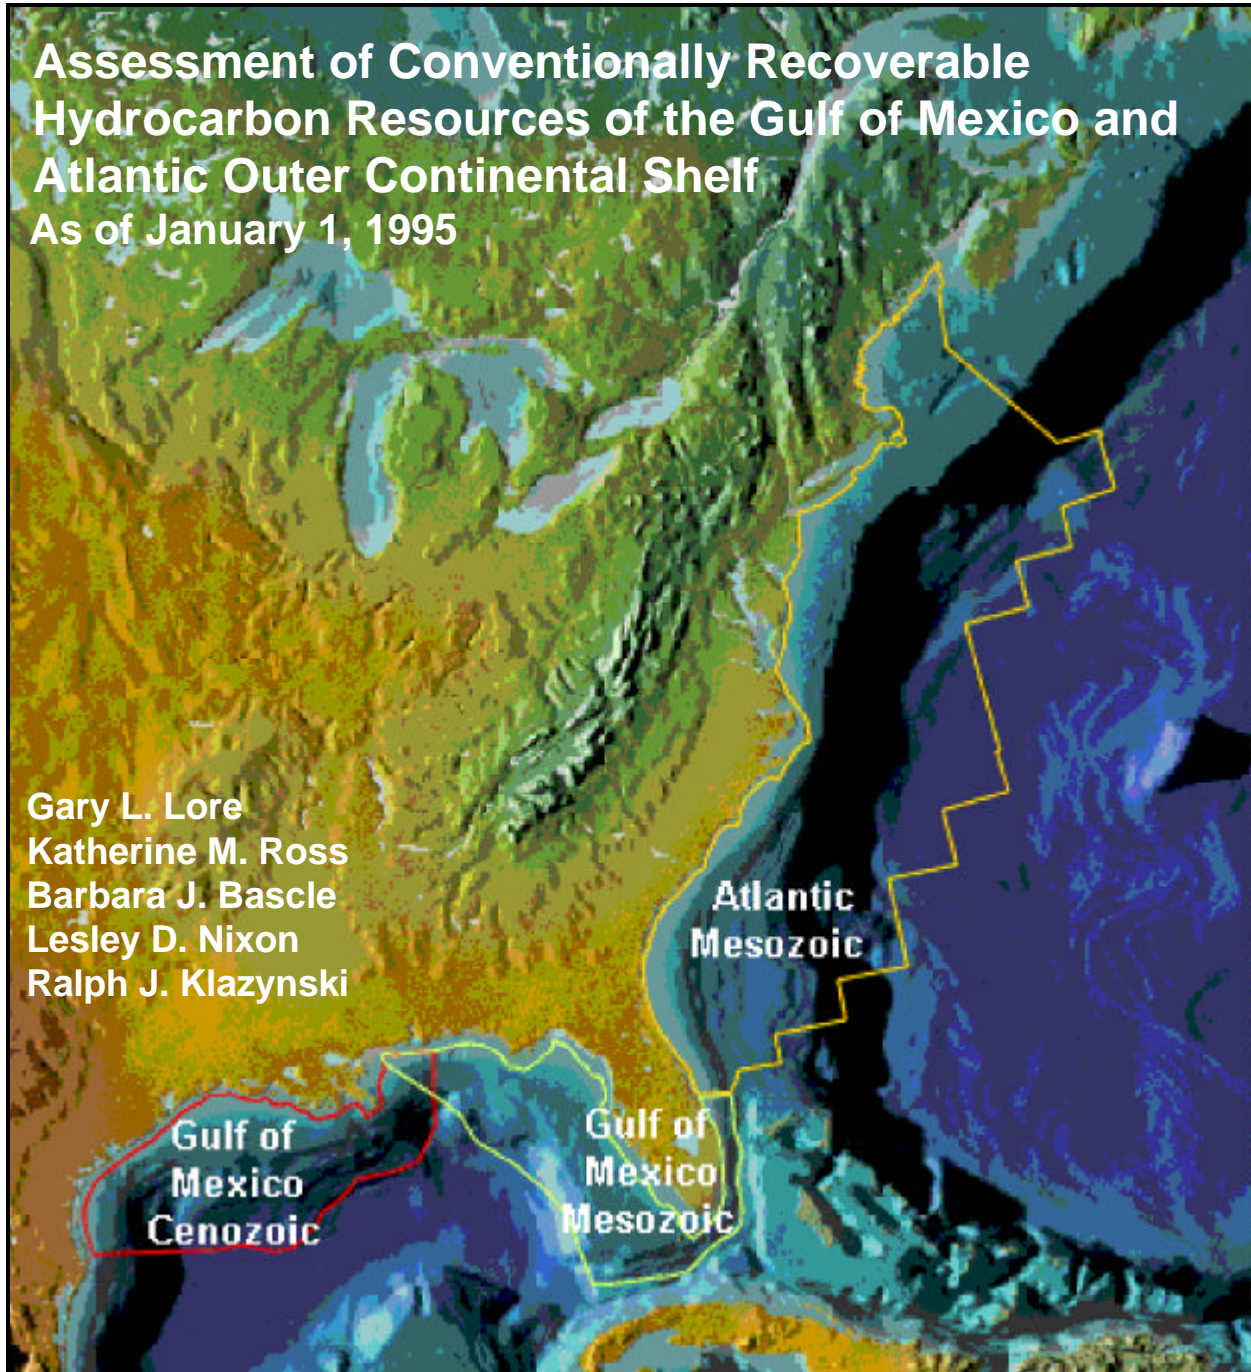 Assessment of Conventionally Recoverable
Hydrocarbon Resources of the Gulf of Mexico and
Atlantic Outer Continental Shelf
As of January 1, 1995
Gary L. Lore
Katherine M. Ross
Barbara J. Bascle
Lesley D. Nixon
Ralph J. Klazynski
Atlantic
Mesozoic
Gulf of
Mexico
Cenozoic
Gulf of
Mexico
Mesozoic